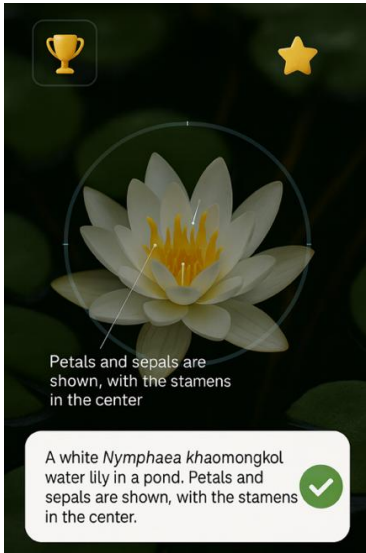 Petals and sepals are
shown, with the stamens
in the center
A white Nymphaea khaomongkol
water lily in a pond. Petals and
sepals are shown, with the stamens
in the center.